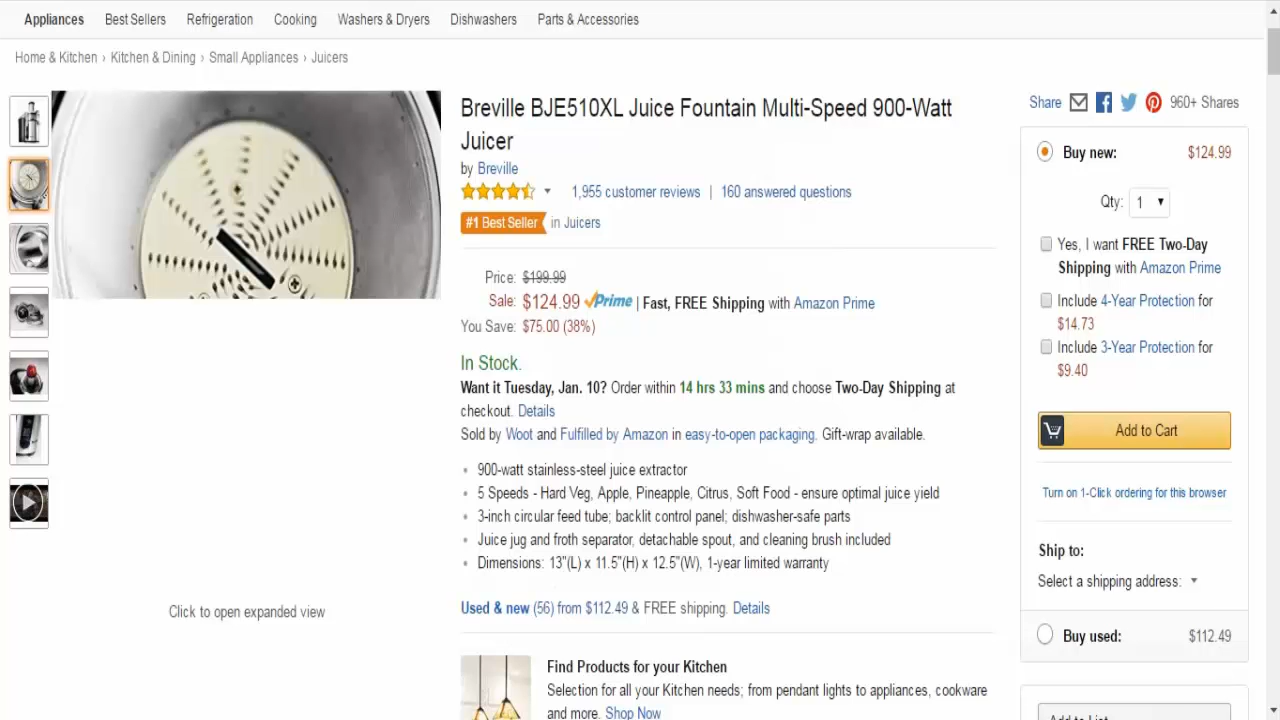 Appliances Best Sellers Refrigeration Cooking Washers & Dryers Dishwashers Parts & Accessories
Home & Kitchen › Kitchen & Dining › Small Appliances › Juicers
Breville BJE510XL Juice Fountain Multi-Speed 900-Watt
Juicer
by Breville
1,955 customer reviews | 160 answered questions
#1 Best Seller in Juicers
Price: $199.99
Sale: $124.99 Prime | Fast, FREE Shipping with Amazon Prime
You Save: $75.00 (38%)
In Stock.
Want it Tuesday, Jan. 10? Order within 14 hrs 33 mins and choose Two-Day Shipping at
checkout. Details
Sold by Woot and Fulfilled by Amazon in easy-to-open packaging. Gift-wrap available.
• 900-watt stainless-steel juice extractor
• 5 Speeds - Hard Veg, Apple, Pineapple, Citrus, Soft Food - ensure optimal juice yield
• 3-inch circular feed tube; backlit control panel; dishwasher-safe parts
• Juice jug and froth separator, detachable spout, and cleaning brush included
• Dimensions: 13"(L) x 11.5"(H) x 12.5"(W), 1-year limited warranty
Used & new (56) from $112.49 & FREE shipping. Details
Click to open expanded view
Find Products for your Kitchen
Selection for all your Kitchen needs; from pendant lights to appliances, cookware
and more. Shop Now
Share 960+ Shares
Buy new: $124.99
Qty: 1
Yes, I want FREE Two-Day
Shipping with Amazon Prime
Include 4-Year Protection for
$14.73
Include 3-Year Protection for
$9.40
Add to Cart
Turn on 1-Click ordering for this browser
Ship to:
Select a shipping address:
Buy used: $112.49
Add to List